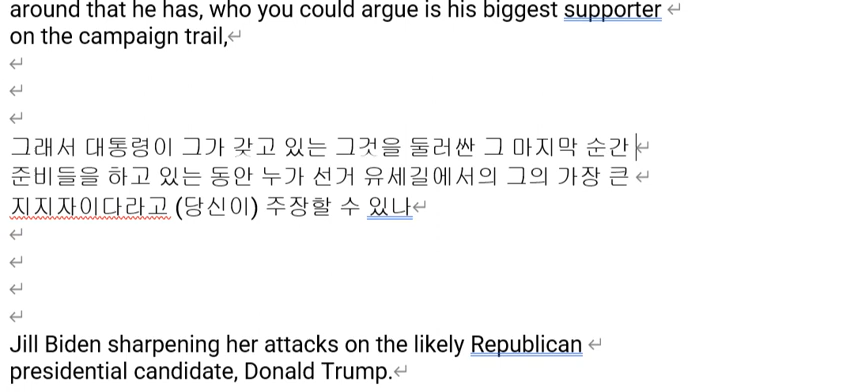 around that he has, who you could argue is his biggest supporter
on the campaign trail,
그래서 대통령이 그가 갖고 있는 그것을 둘러싼 그 마지막 순간
준비들을 하고 있는 동안 누가 선거 유세길에서의 그의 가장 큰
지지자이다라고 (당신이) 주장할 수 있나
Jill Biden sharpening her attacks on the likely Republican
presidential candidate, Donald Trump.